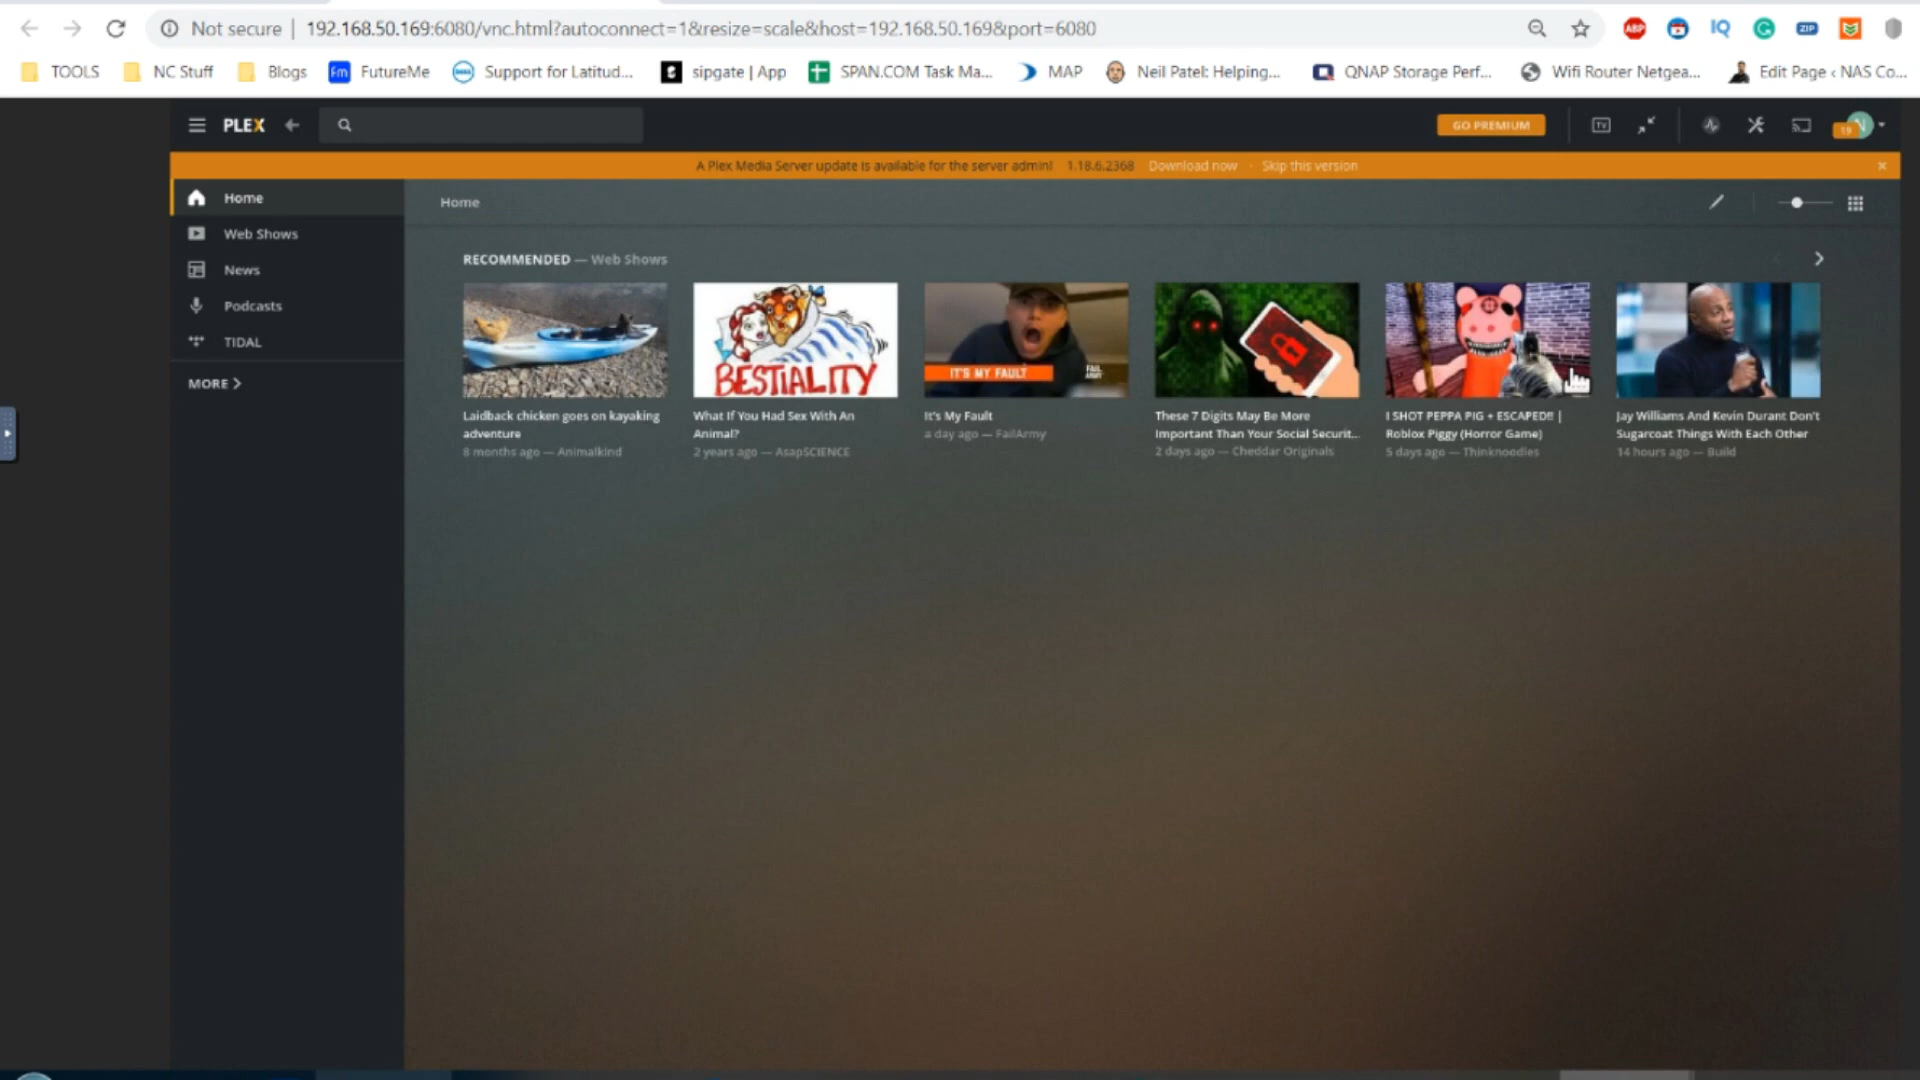 Not secure | 192.168.50.169:6080/vnc.html?autoconnect=1&resize=scale&host=192.168.50.169&port=6080
ABP
IQ
ZIP
TOOLS
NC Stuff
Blogs
Fm FutureMe
Support for Latitud...
sipgate | App
SPAN.COM Task Ma...
MAP
Neil Patel: Helping...
QNAP Storage Perf...
Wifi Router Netgea...
Edit Page ‹ NAS Co...
PLEX
GO PREMIUM
TV
19
A Plex Media Server update is available for the server admin! 1.18.6.2368 Download now · Skip this version
Home
Web Shows
News
Podcasts
TIDAL
MORE
Home
RECOMMENDED — Web Shows
Laidback chicken goes on kayaking
adventure
8 months ago — Animalkind
BESTIALITY
What If You Had Sex With An
Animal?
2 years ago — AsapSCIENCE
IT'S MY FAULT
FAIL
ARMY
It's My Fault
a day ago — FailArmy
These 7 Digits May Be More
Important Than Your Social Securit...
2 days ago — Cheddar Originals
I SHOT PEPPA PIG + ESCAPED!! |
Roblox Piggy (Horror Game)
5 days ago — Thinknoodles
Jay Williams And Kevin Durant Don't
Sugarcoat Things With Each Other
14 hours ago — Build